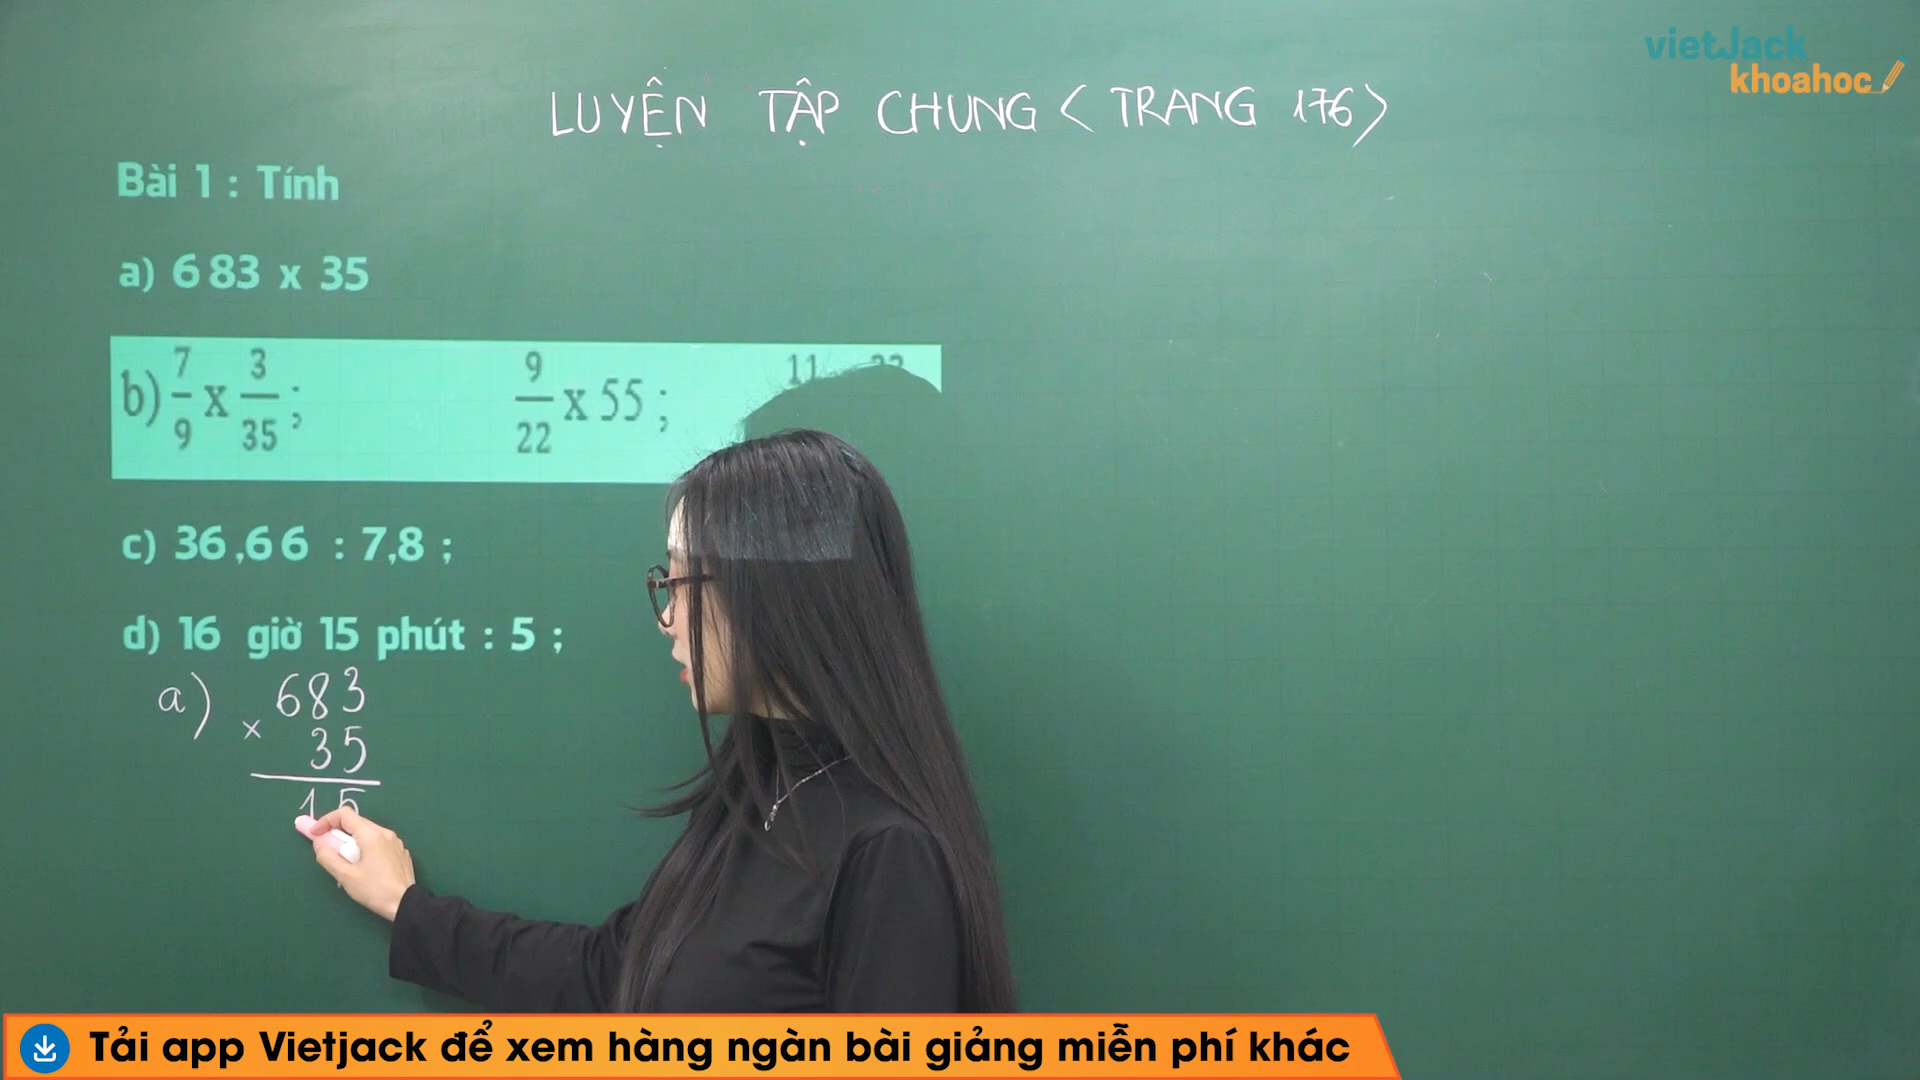 vietJack
khoahoc
LUYỆN TẬP CHUNG < TRANG 176 >
Bài 1 : Tính
a) 683 x 35
b) 7/9 x 3/35 ; 9/22 x 55 ; 11
c) 36,66 : 7,8 ;
d) 16 giờ 15 phút : 5 ;
a) 683
x 35
15
Tải app Vietjack để xem hàng ngàn bài giảng miễn phí khác